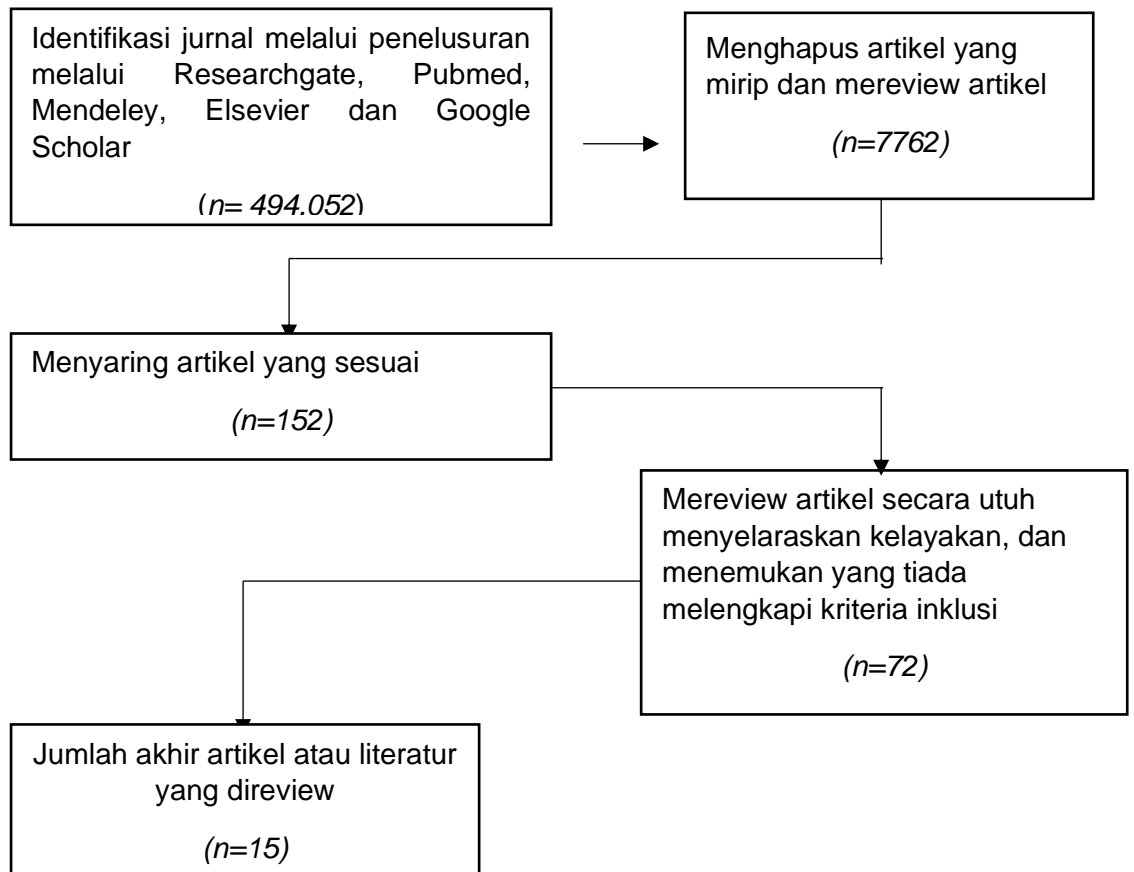 Identifikasi jurnal melalui penelusuran
melalui Researchgate, Pubmed,
Mendeley, Elsevier dan Google
Scholar
(n= 494.052)
Menghapus artikel yang
mirip dan mereview artikel
(n=7762)
Menyaring artikel yang sesuai
(n=152)
Mereview artikel secara utuh
menyelaraskan kelayakan, dan
menemukan yang tiada
melengkapi kriteria inklusi
(n=72)
Jumlah akhir artikel atau literatur
yang direview
(n=15)